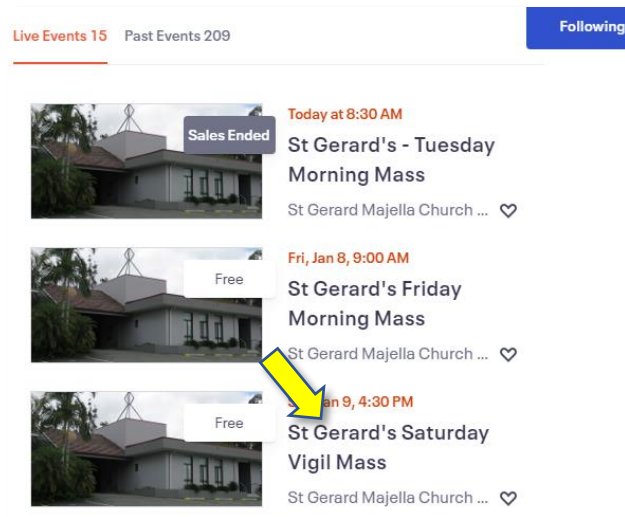 Live Events 15 Past Events 209
Following
Today at 8:30 AM
Sales Ended
St Gerard's - Tuesday
Morning Mass
St Gerard Majella Church ...
Fri, Jan 8, 9:00 AM
Free
St Gerard's Friday
Morning Mass
St Gerard Majella Church ...
9, 4:30 PM
Free
St Gerard's Saturday
Vigil Mass
St Gerard Majella Church ...